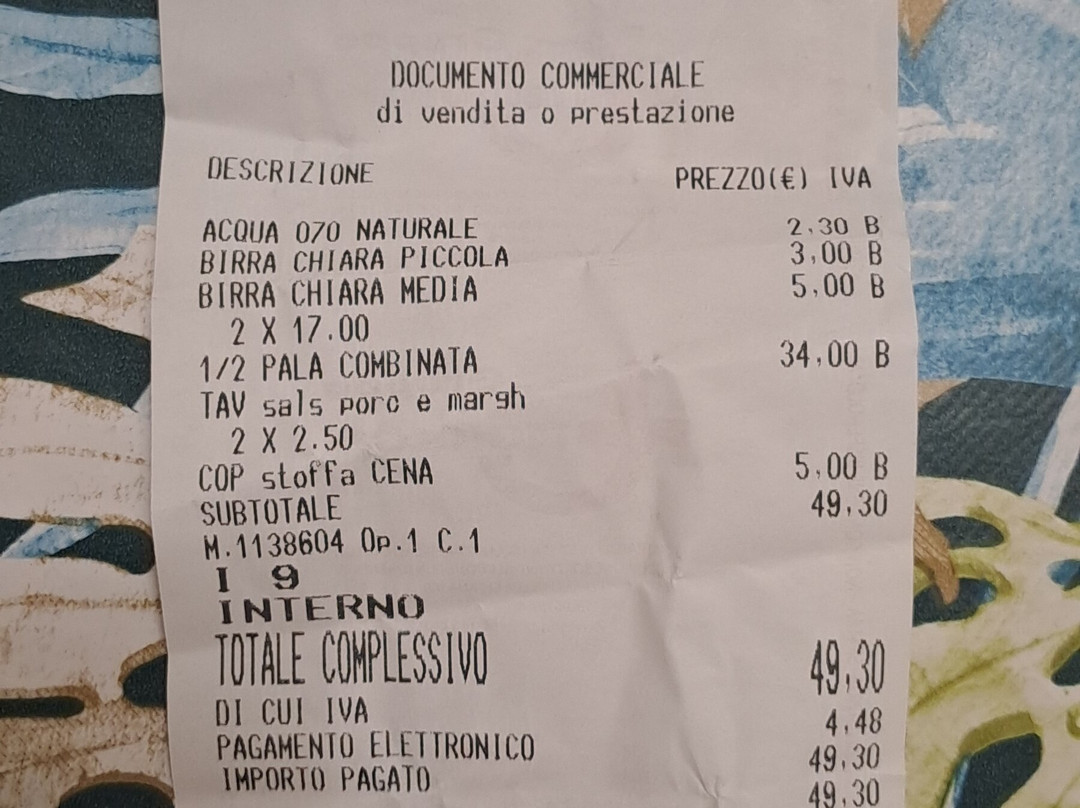 DOCUMENTO COMMERCIALE
di vendita o prestazione
DESCRIZIONE PREZZO(€) IVA
ACQUA 070 NATURALE 2,30 B
BIRRA CHIARA PICCOLA 3,00 B
BIRRA CHIARA MEDIA 5,00 B
2 X 17.00
1/2 PALA COMBINATA 34,00 B
TAV sals porc e margh
2 X 2.50
COP stoffa CENA 5,00 B
SUBTOTALE 49,30
M.1138604 Op.1 C.1
I 9
INTERNO
TOTALE COMPLESSIVO 49,30
DI CUI IVA 4,48
PAGAMENTO ELETTRONICO 49,30
IMPORTO PAGATO 49,30